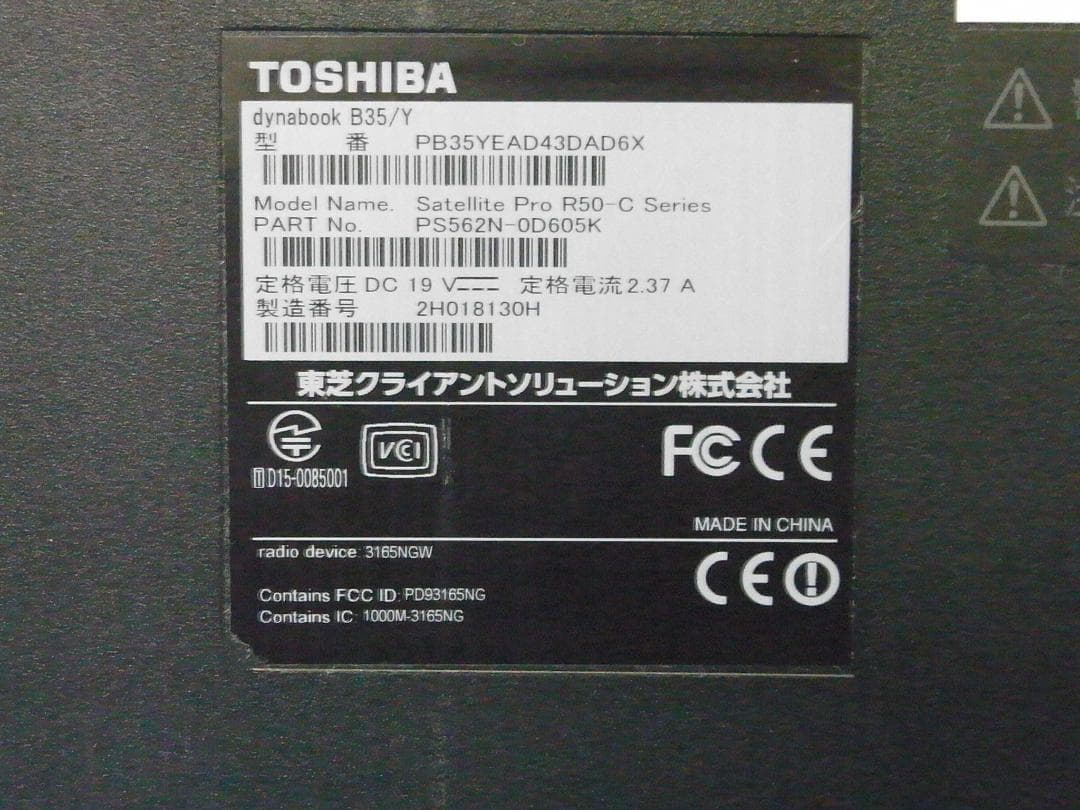 TOSHIBA
dynabook B35/Y
型 番 PB35YEAD43DAD6X
Model Name. Satellite Pro R50-C Series
PART No. PS562N-0D605K
定格電圧 DC 19 V 定格電流 2.37 A
製造番号 2H018130H
東芝クライアントソリューション株式会社
VCI FC CE
T D15-0085001
MADE IN CHINA
radio device: 3165NGW
CE
Contains FCC ID: PD93165NG
Contains IC: 1000M-3165NG